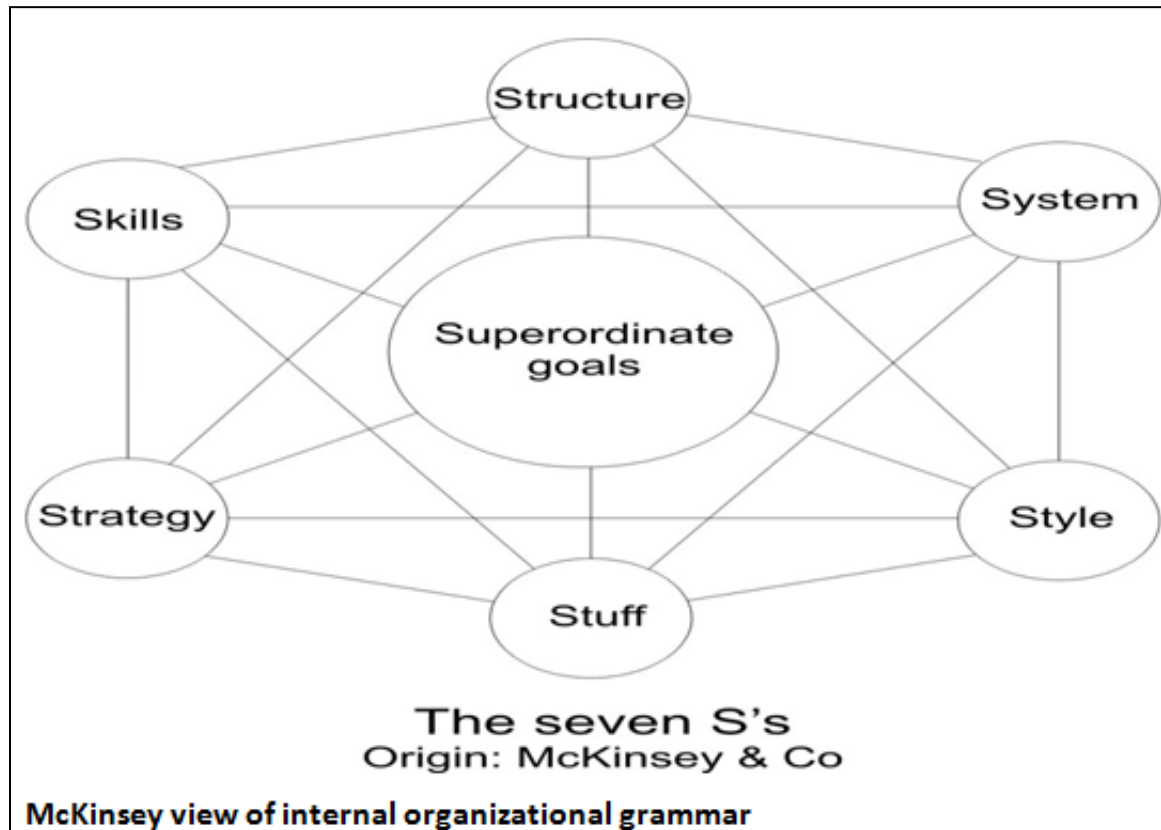 Structure
Skills
System
Superordinate
goals
Strategy
Style
Stuff
The seven S's
Origin: McKinsey & Co
McKinsey view of internal organizational grammar